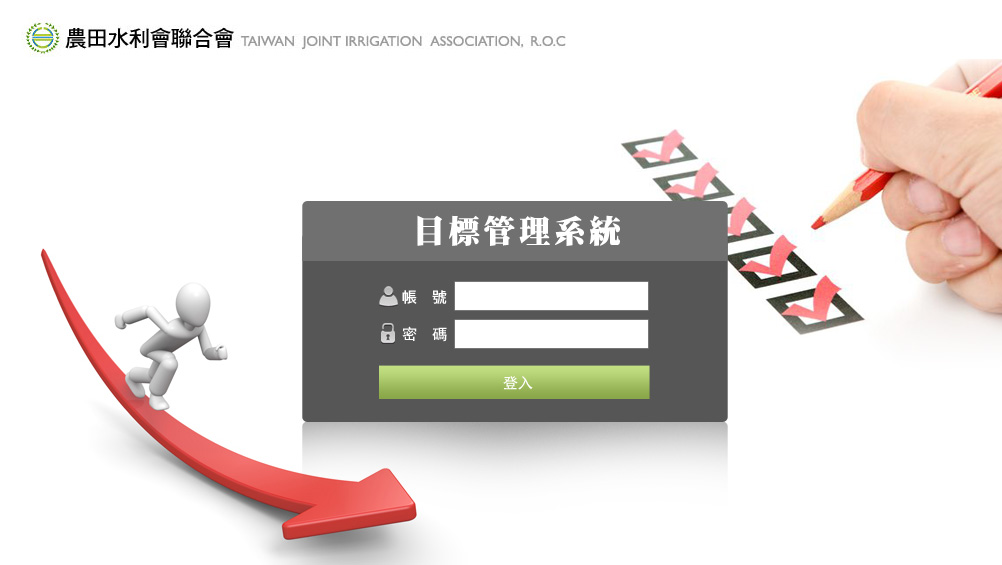 農田水利會聯合會 TAIWAN JOINT IRRIGATION ASSOCIATION, R.O.C
目標管理系統
帳 號
密 碼
登入